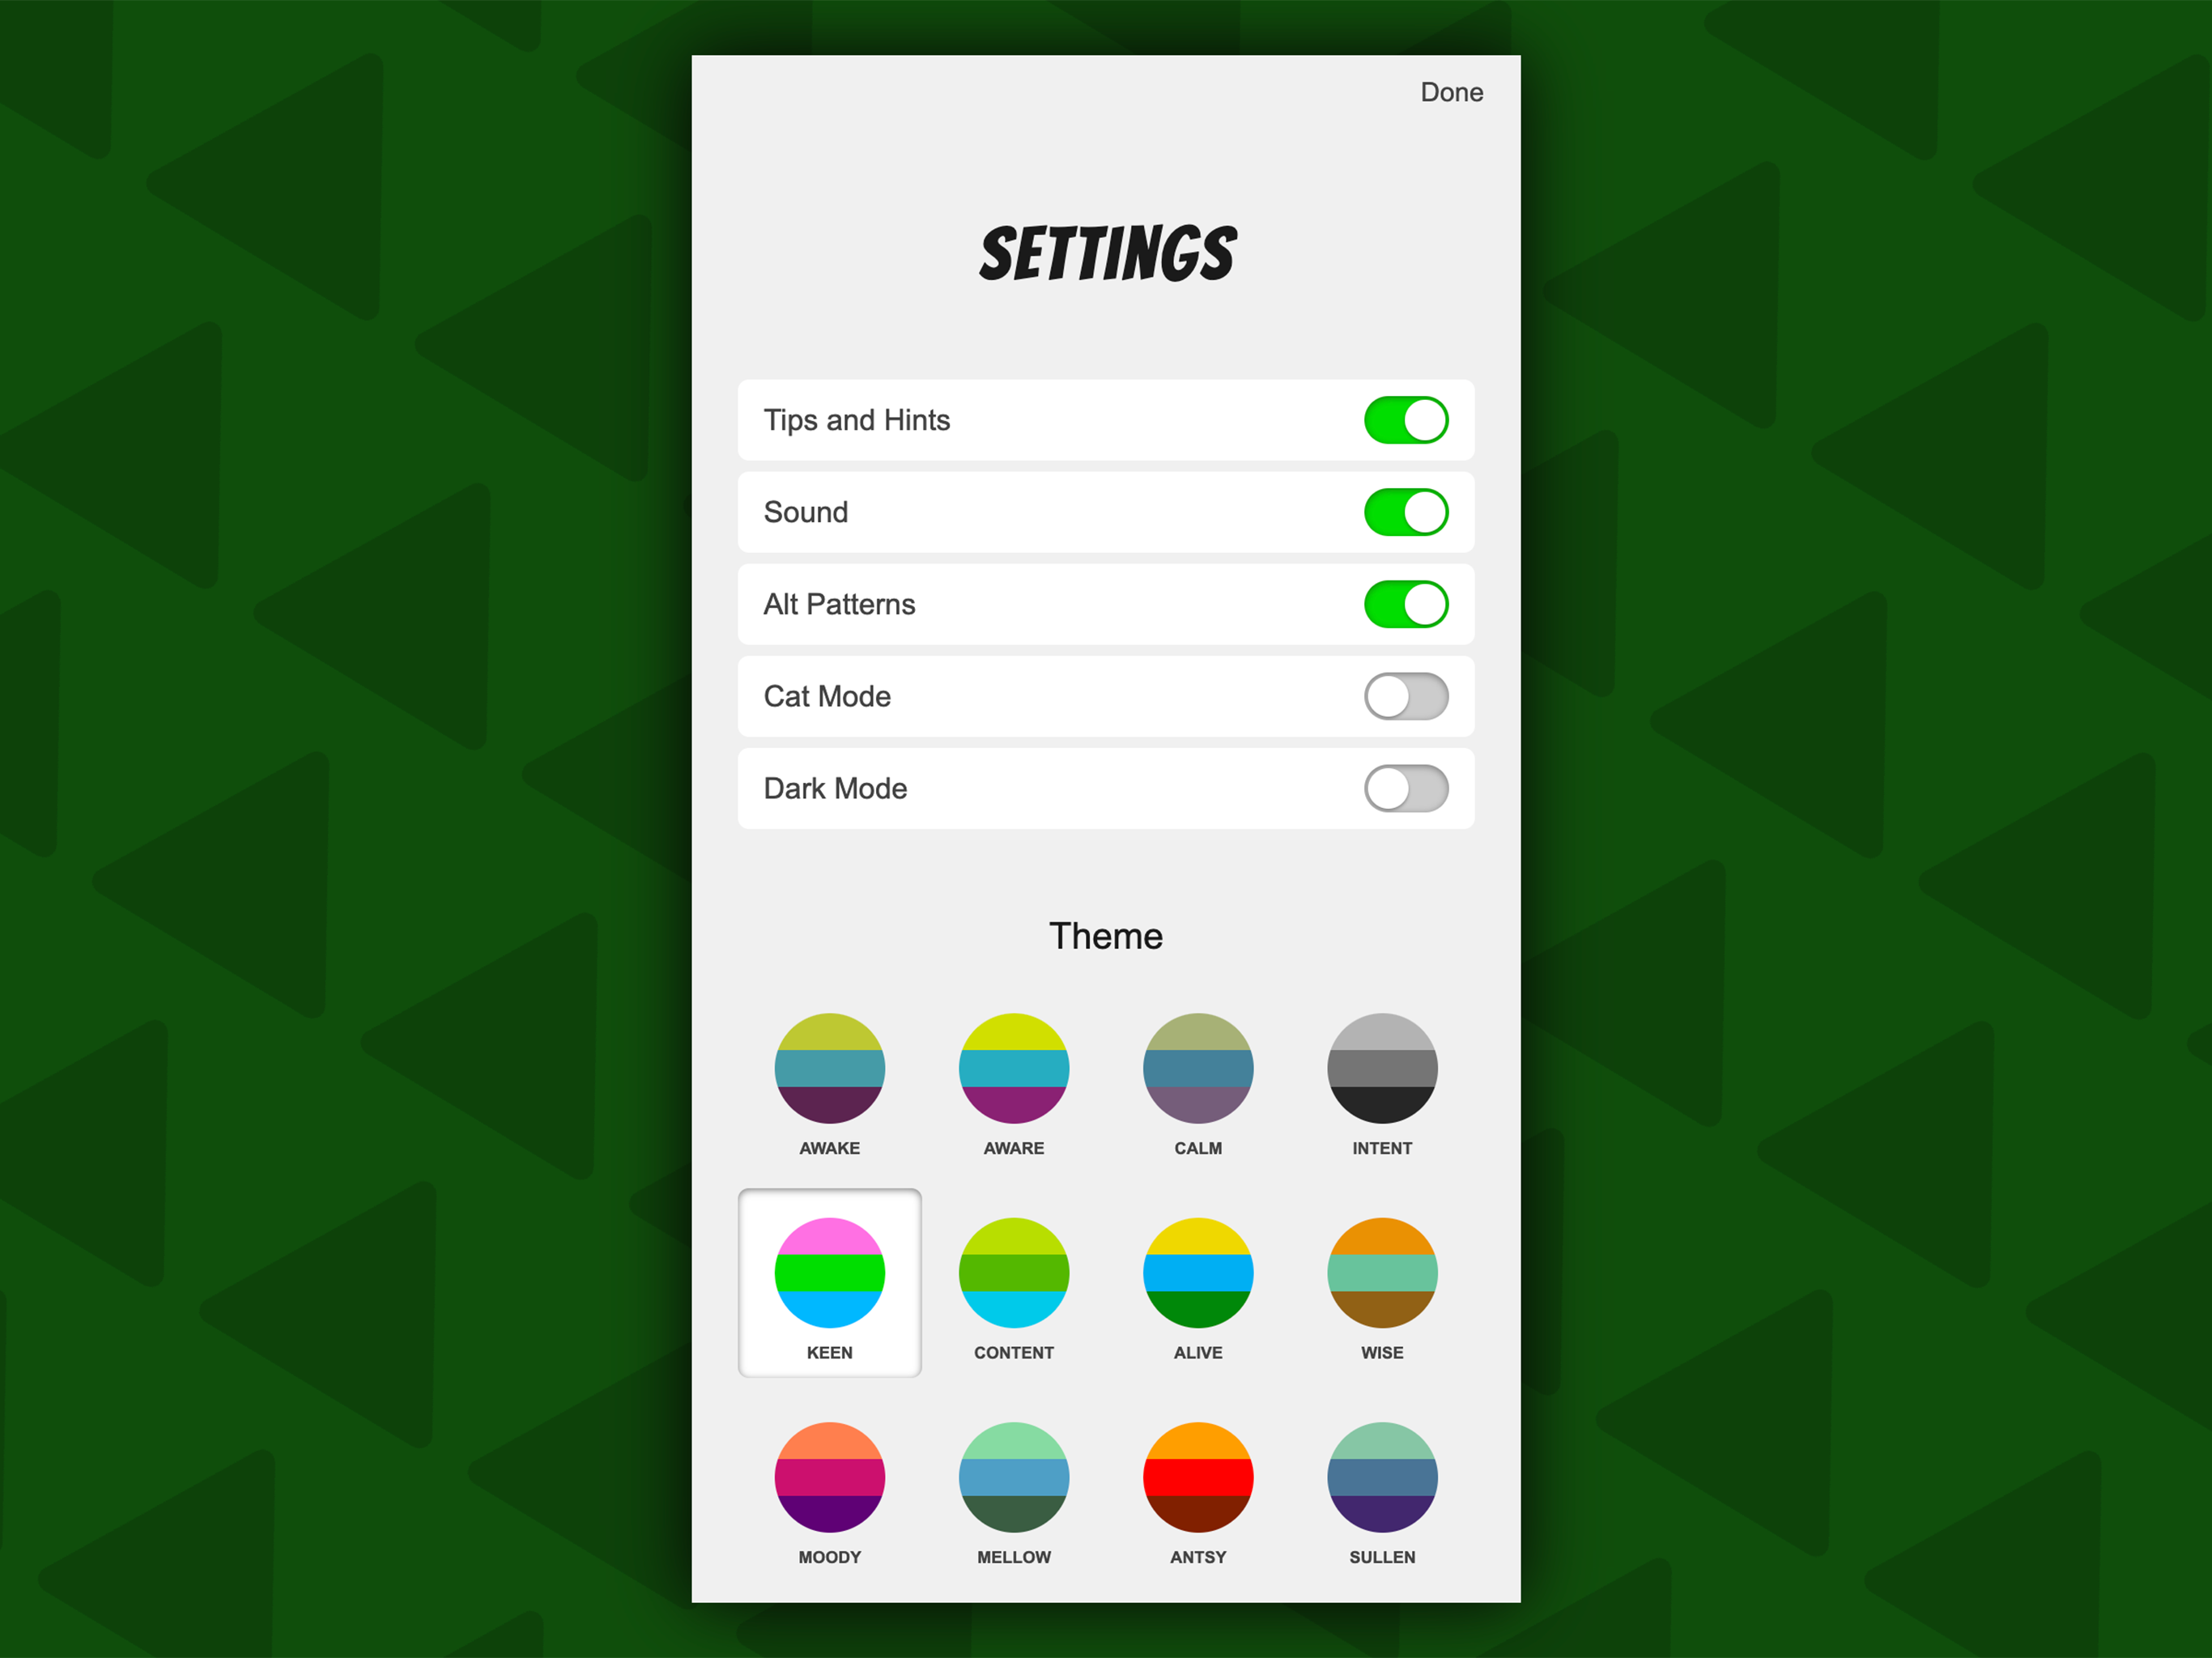 Done
SETTINGS
Tips and Hints
Sound
Alt Patterns
Cat Mode
Dark Mode
Theme
AWAKE AWARE CALM INTENT
KEEN CONTENT ALIVE WISE
MOODY MELLOW ANTSY SULLEN